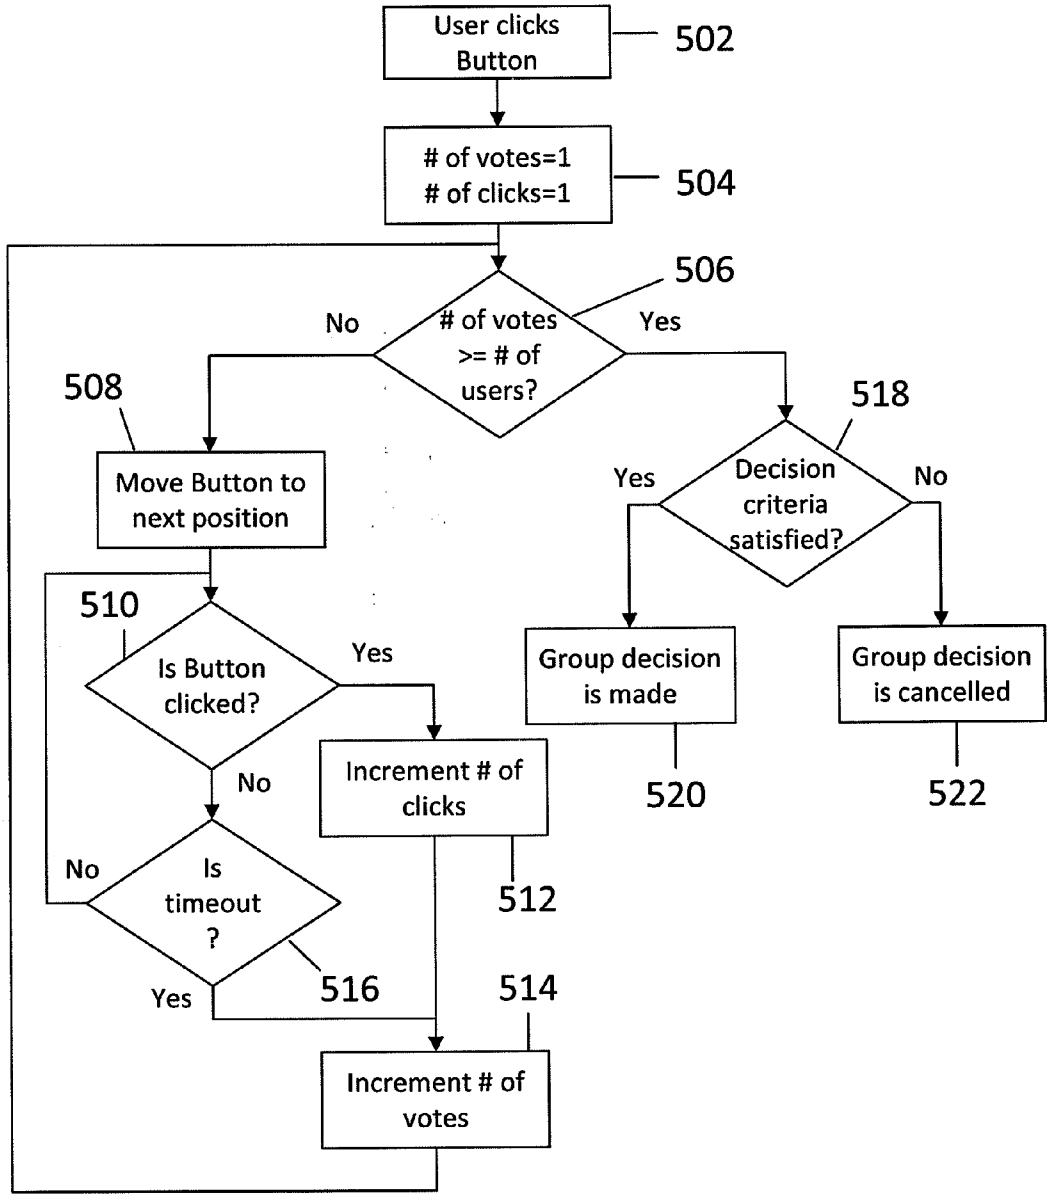 User clicks
Button
502
# of votes=1
# of clicks=1
504
506
# of votes
>= # of
users?
No
Yes
508
Move Button to
next position
518
Decision
criteria
satisfied?
Yes
No
510
Is Button
clicked?
Yes
No
Group decision
is made
520
Group decision
is cancelled
522
Increment # of
clicks
512
Is
timeout
?
No
Yes
516
514
Increment # of
votes